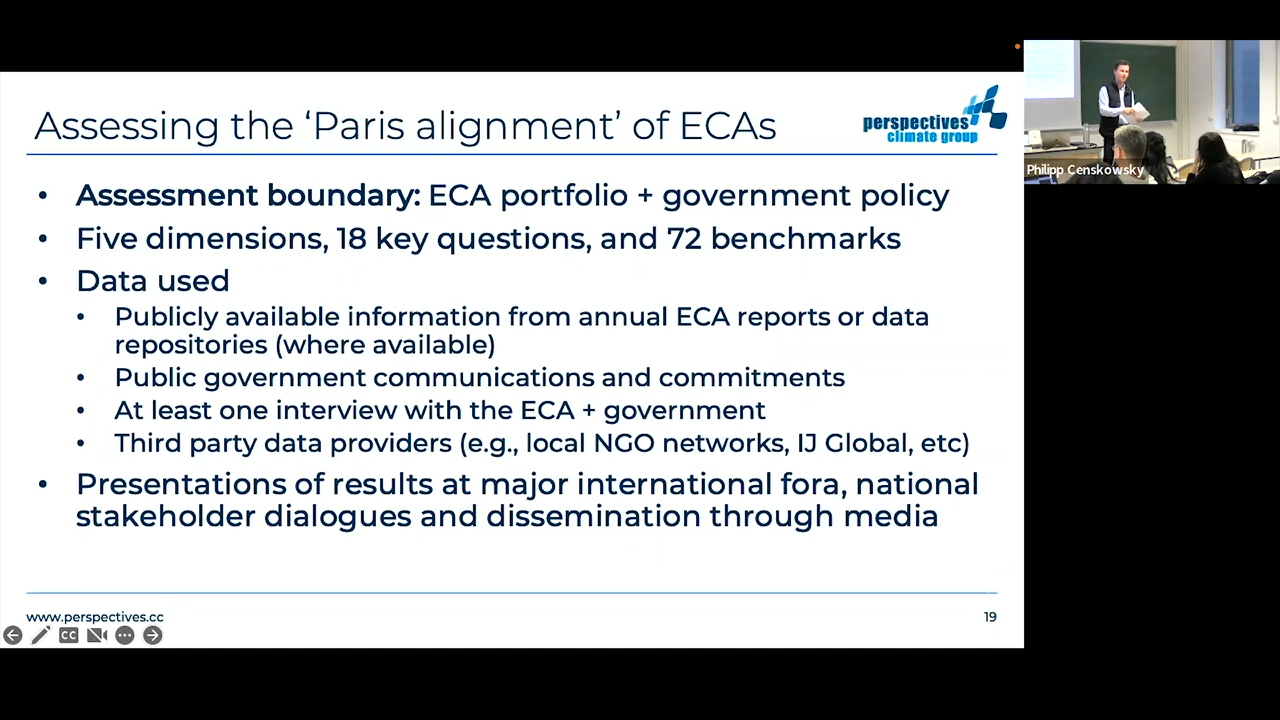 Assessing the ‘Paris alignment’ of ECAs
perspectives
climate group
• Assessment boundary: ECA portfolio + government policy
• Five dimensions, 18 key questions, and 72 benchmarks
• Data used
• Publicly available information from annual ECA reports or data
repositories (where available)
• Public government communications and commitments
• At least one interview with the ECA + government
• Third party data providers (e.g., local NGO networks, IJ Global, etc)
• Presentations of results at major international fora, national
stakeholder dialogues and dissemination through media
www.perspectives.cc
19
CC
Philipp Censkowsky